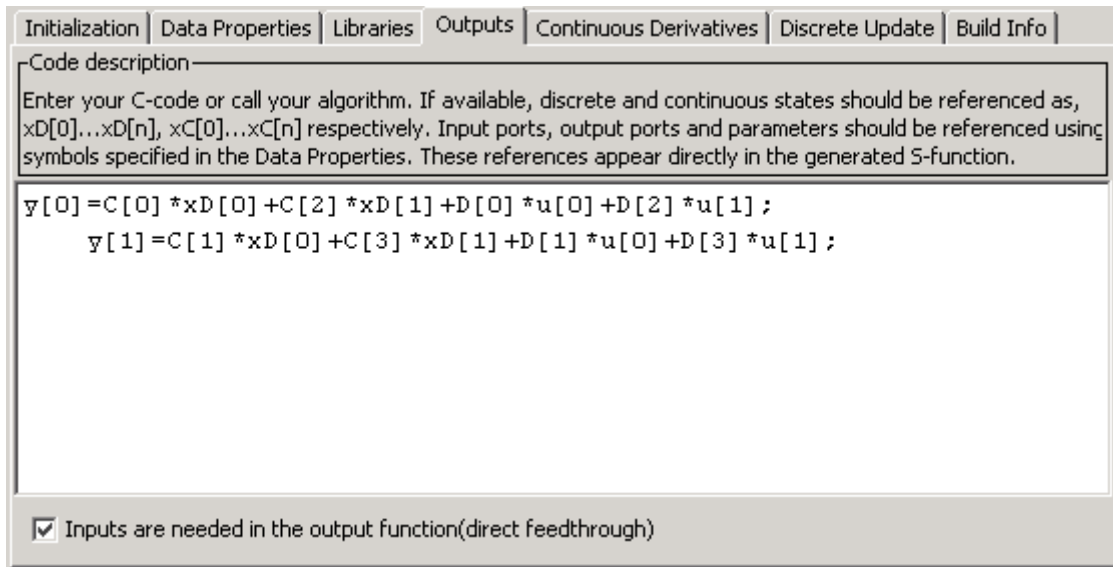 Initialization Data Properties Libraries Outputs Continuous Derivatives Discrete Update Build Info
Code description
Enter your C-code or call your algorithm. If available, discrete and continuous states should be referenced as,
xD[0]...xD[n], xC[0]...xC[n] respectively. Input ports, output ports and parameters should be referenced using
symbols specified in the Data Properties. These references appear directly in the generated S-function.
y[0]=C[0]*xD[0]+C[2]*xD[1]+D[0]*u[0]+D[2]*u[1];
y[1]=C[1]*xD[0]+C[3]*xD[1]+D[1]*u[0]+D[3]*u[1];
Inputs are needed in the output function(direct feedthrough)